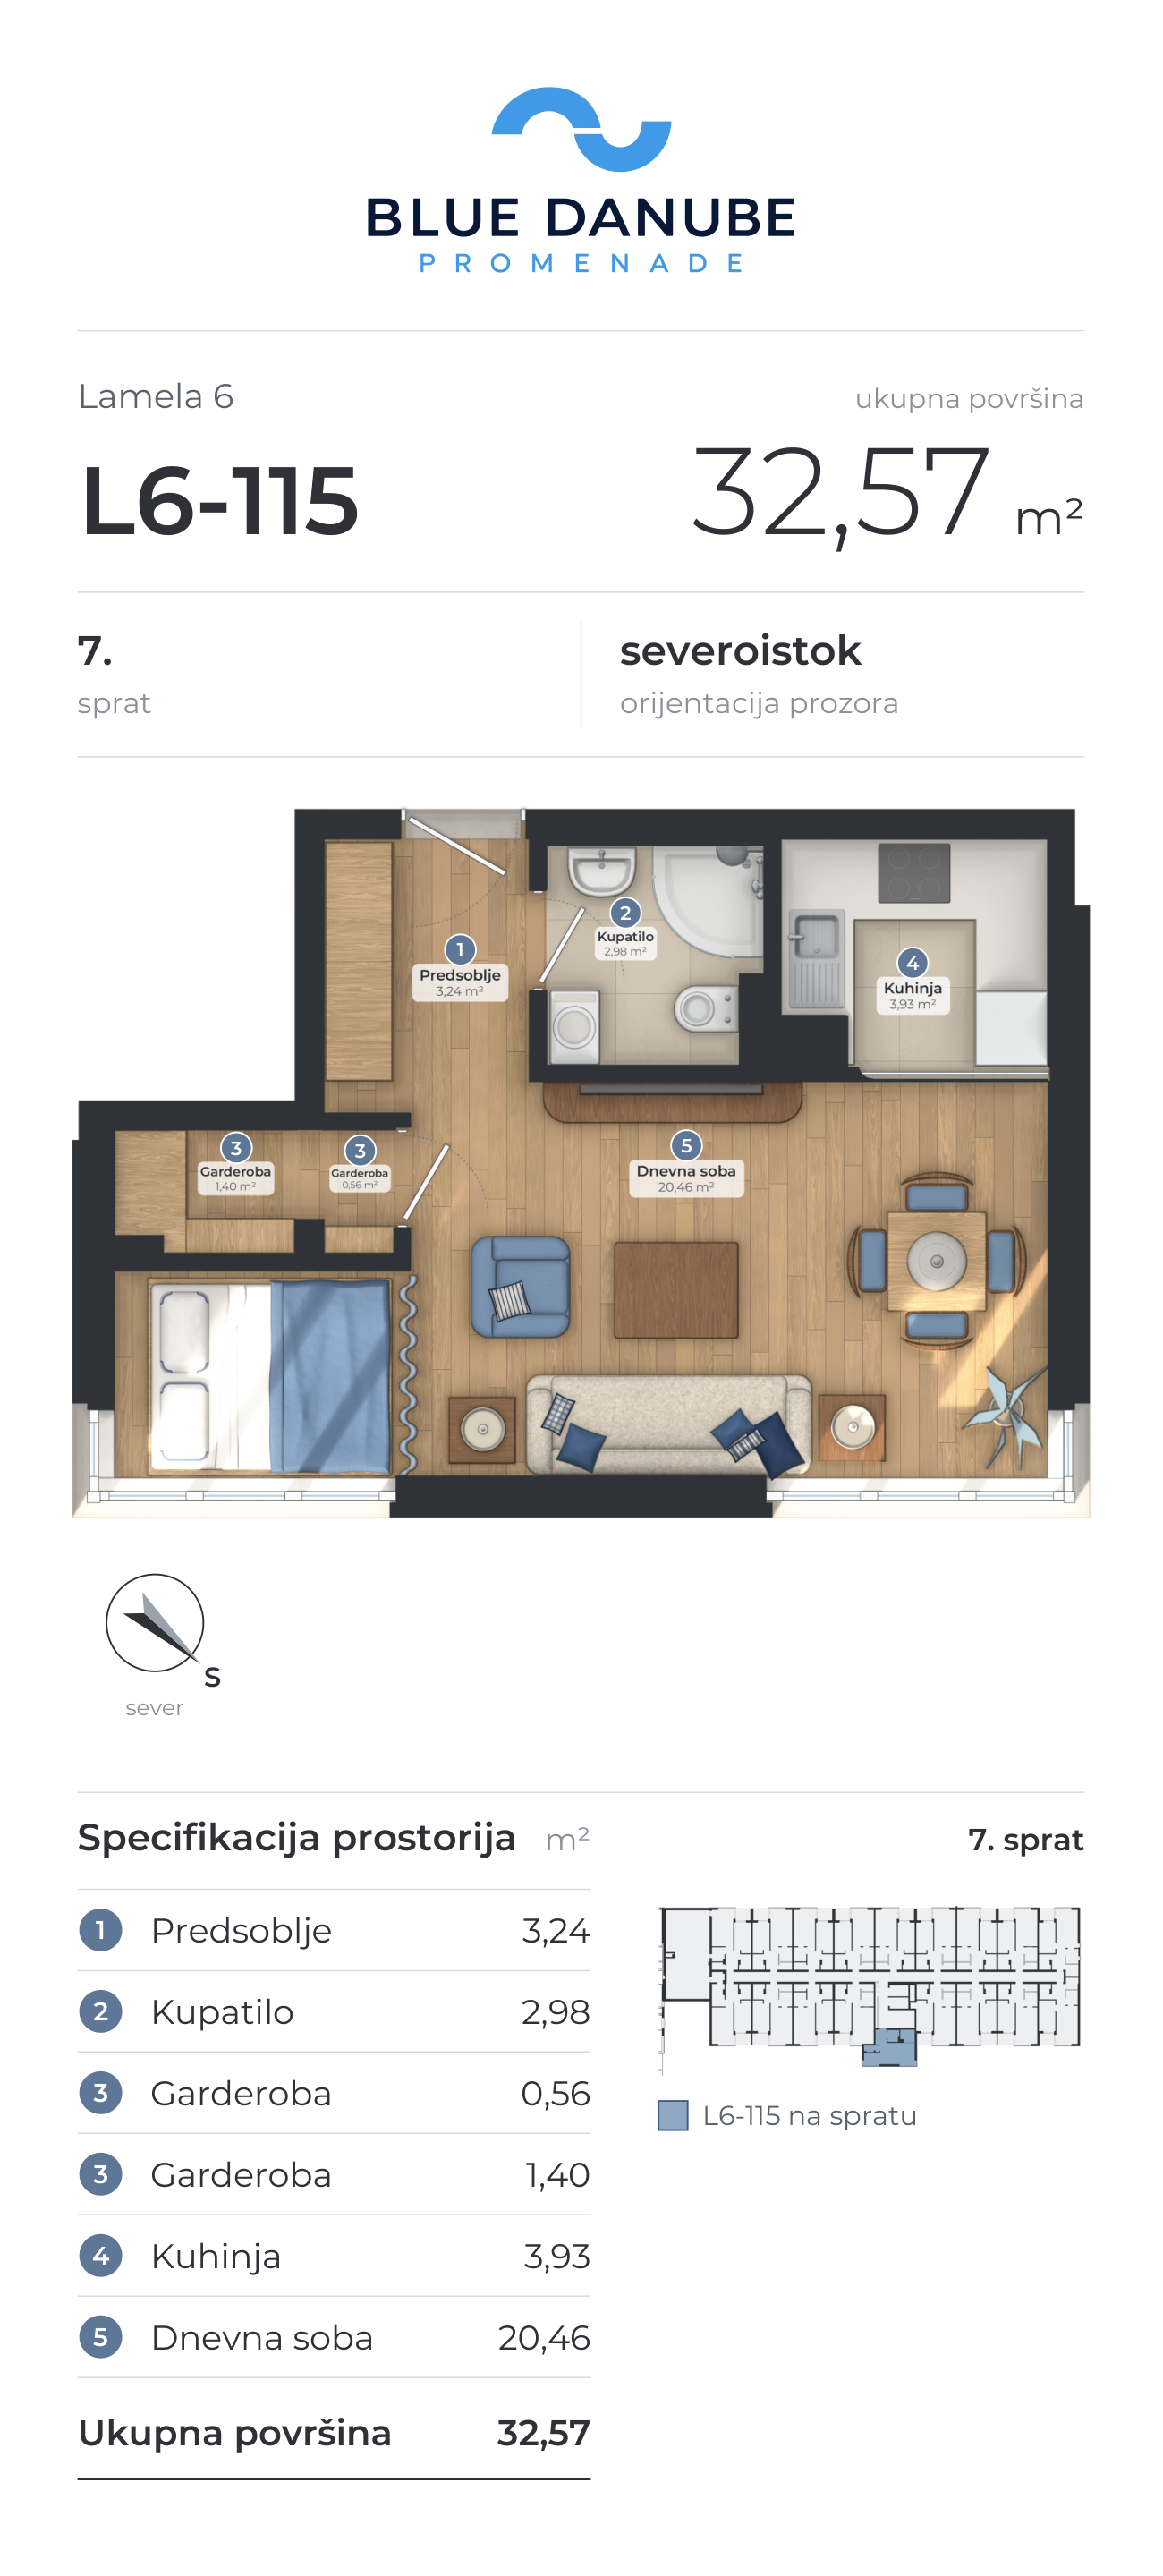 BLUE DANUBE
PROMENADE
Lamela 6
ukupna površina
L6-115
32,57 m²
7.
sprat
severoistok
orijentacija prozora
1
Predsoblje
3,24 m²
2
Kupatilo
2,98 m²
4
Kuhinja
3,93 m²
3
Garderoba
1,40 m²
3
Garderoba
0,56 m²
5
Dnevna soba
20,46 m²
S
sever
Specifikacija prostorija m²
1 Predsoblje 3,24
2 Kupatilo 2,98
3 Garderoba 0,56
3 Garderoba 1,40
4 Kuhinja 3,93
5 Dnevna soba 20,46
Ukupna površina 32,57
7. sprat
L6-115 na spratu